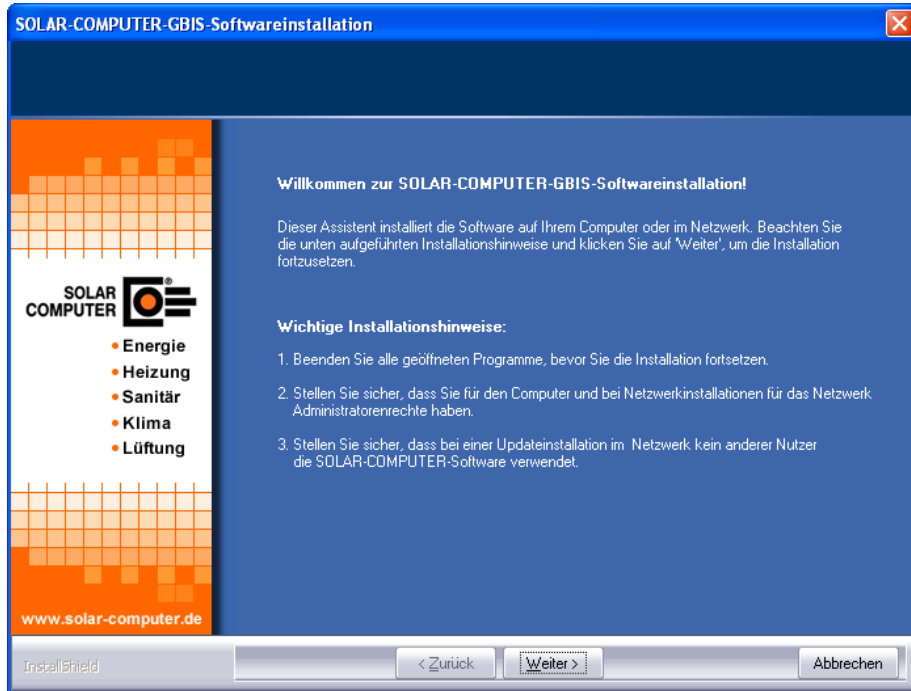 SOLAR-COMPUTER-GBIS-Softwareinstallation
Willkommen zur SOLAR-COMPUTER-GBIS-Softwareinstallation!
Dieser Assistent installiert die Software auf Ihrem Computer oder im Netzwerk. Beachten Sie
die unten aufgeführten Installationshinweise und klicken Sie auf 'Weiter', um die Installation
fortzusetzen.
Wichtige Installationshinweise:
1. Beenden Sie alle geöffneten Programme, bevor Sie die Installation fortsetzen.
2. Stellen Sie sicher, dass Sie für den Computer und bei Netzwerkinstallationen für das Netzwerk
Administratorenrechte haben.
3. Stellen Sie sicher, dass bei einer Updateinstallation im Netzwerk kein anderer Nutzer
die SOLAR-COMPUTER-Software verwendet.
SOLAR
COMPUTER ®
• Energie
• Heizung
• Sanitär
• Klima
• Lüftung
www.solar-computer.de
InstallShield
< Zurück
Weiter >
Abbrechen